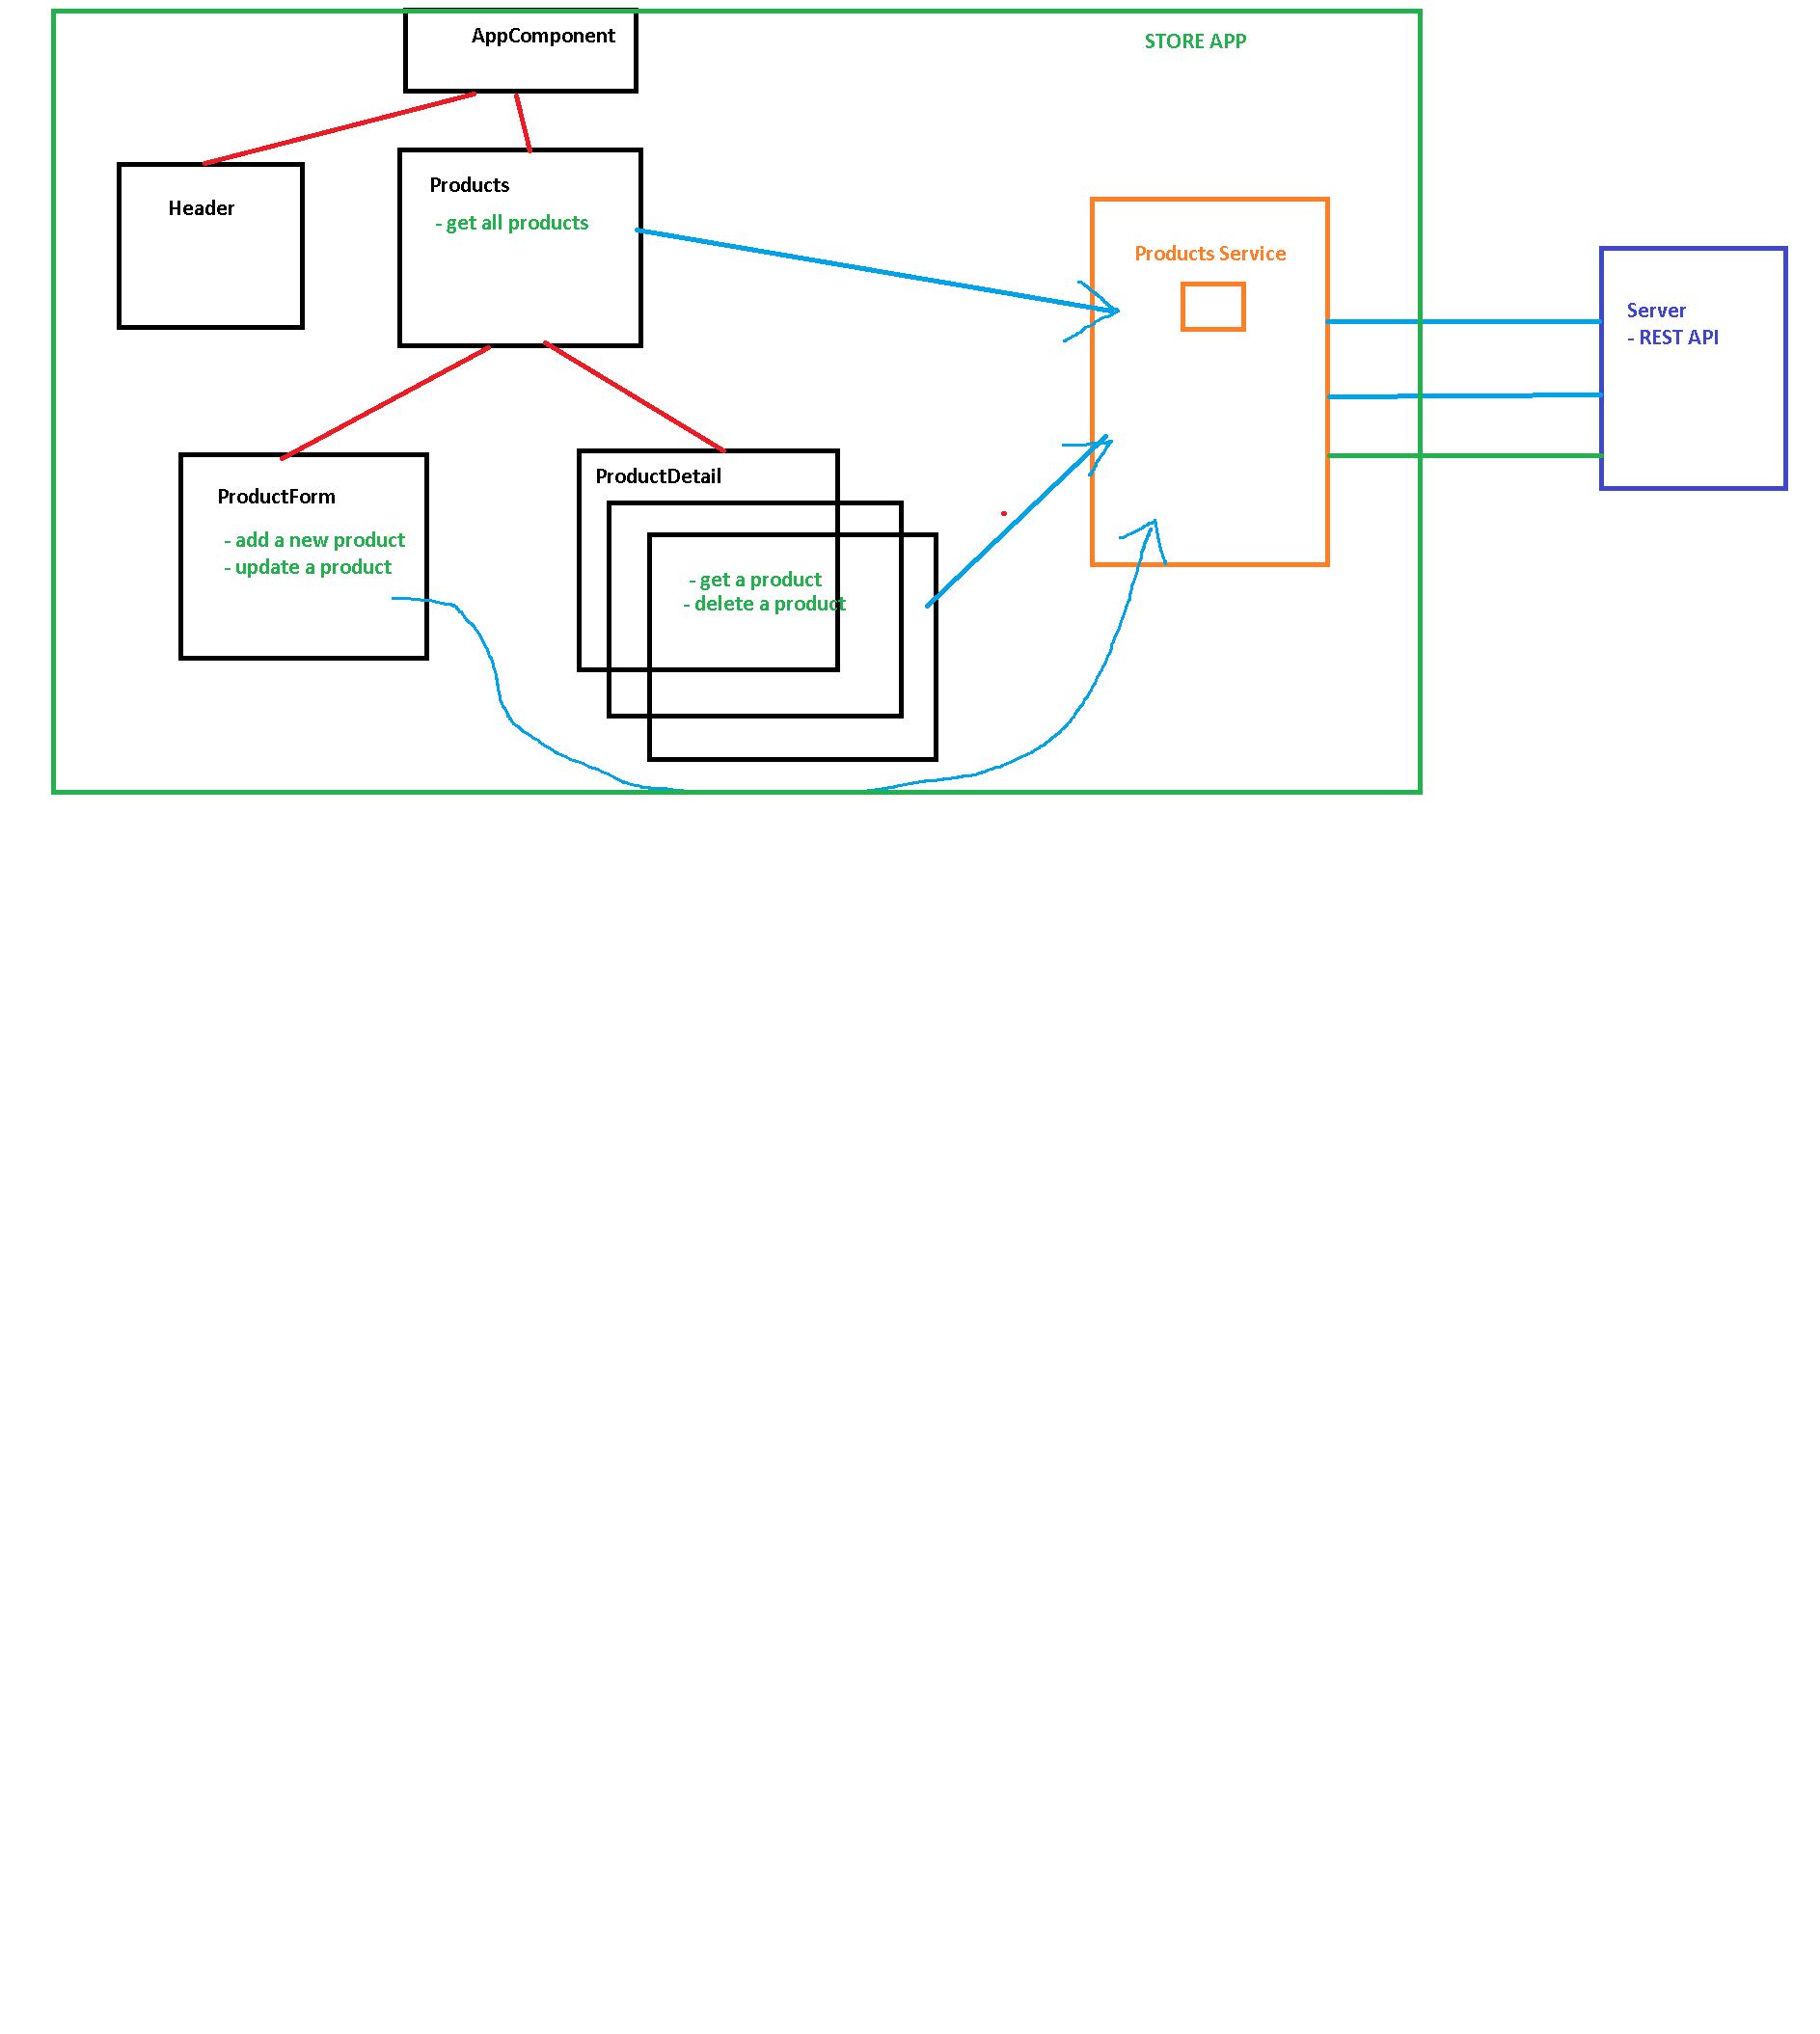 AppComponent
STORE APP
Header
Products
- get all products
Products Service
Server
- REST API
ProductForm
- add a new product
- update a product
ProductDetail
- get a product
- delete a product